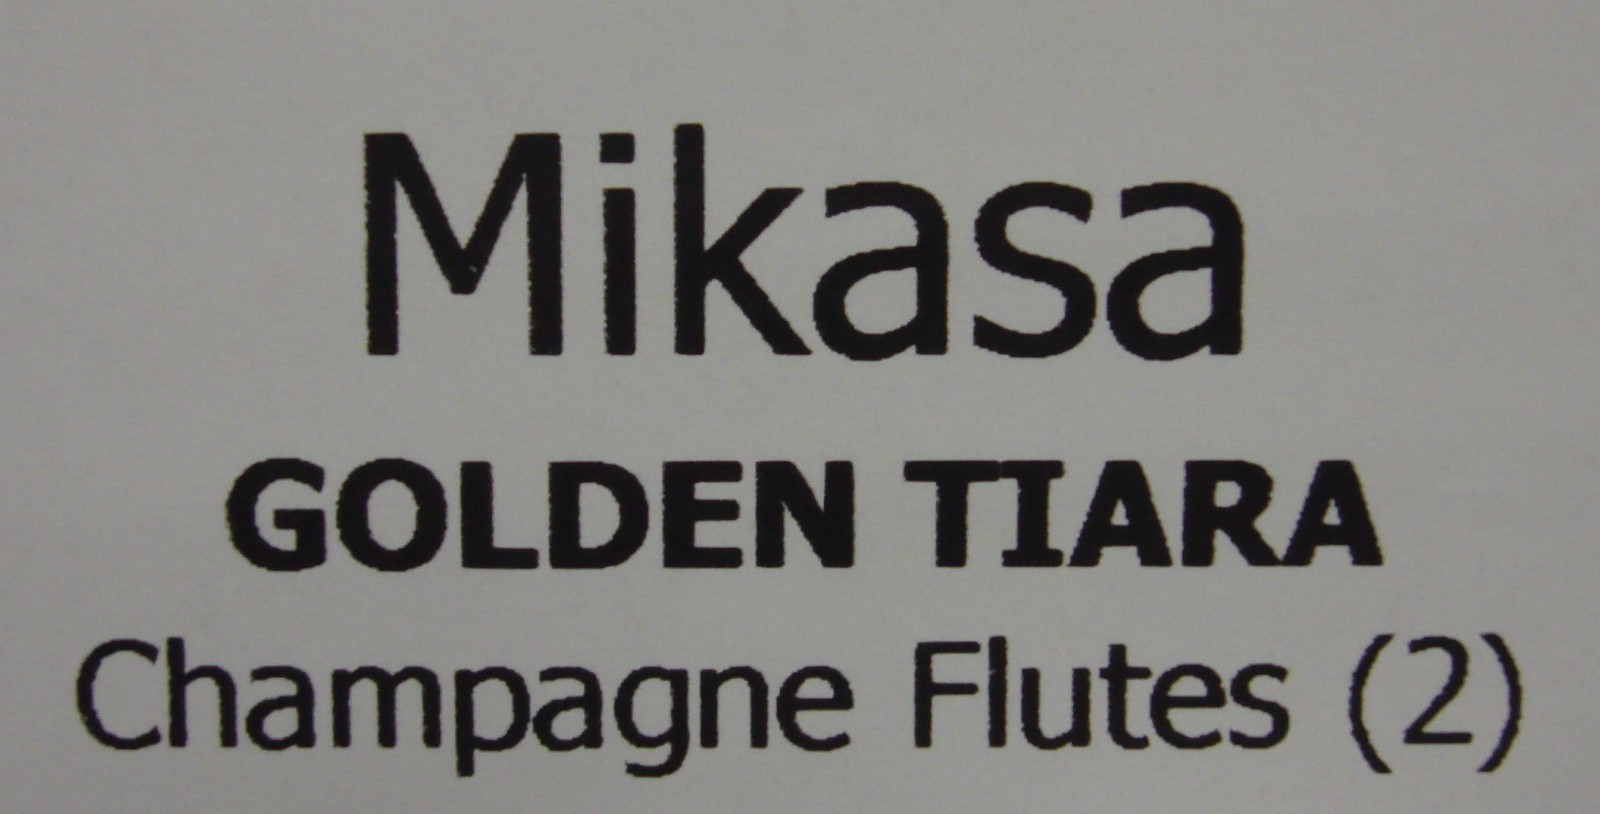 Mikasa
GOLDEN TIARA
Champagne Flutes (2)